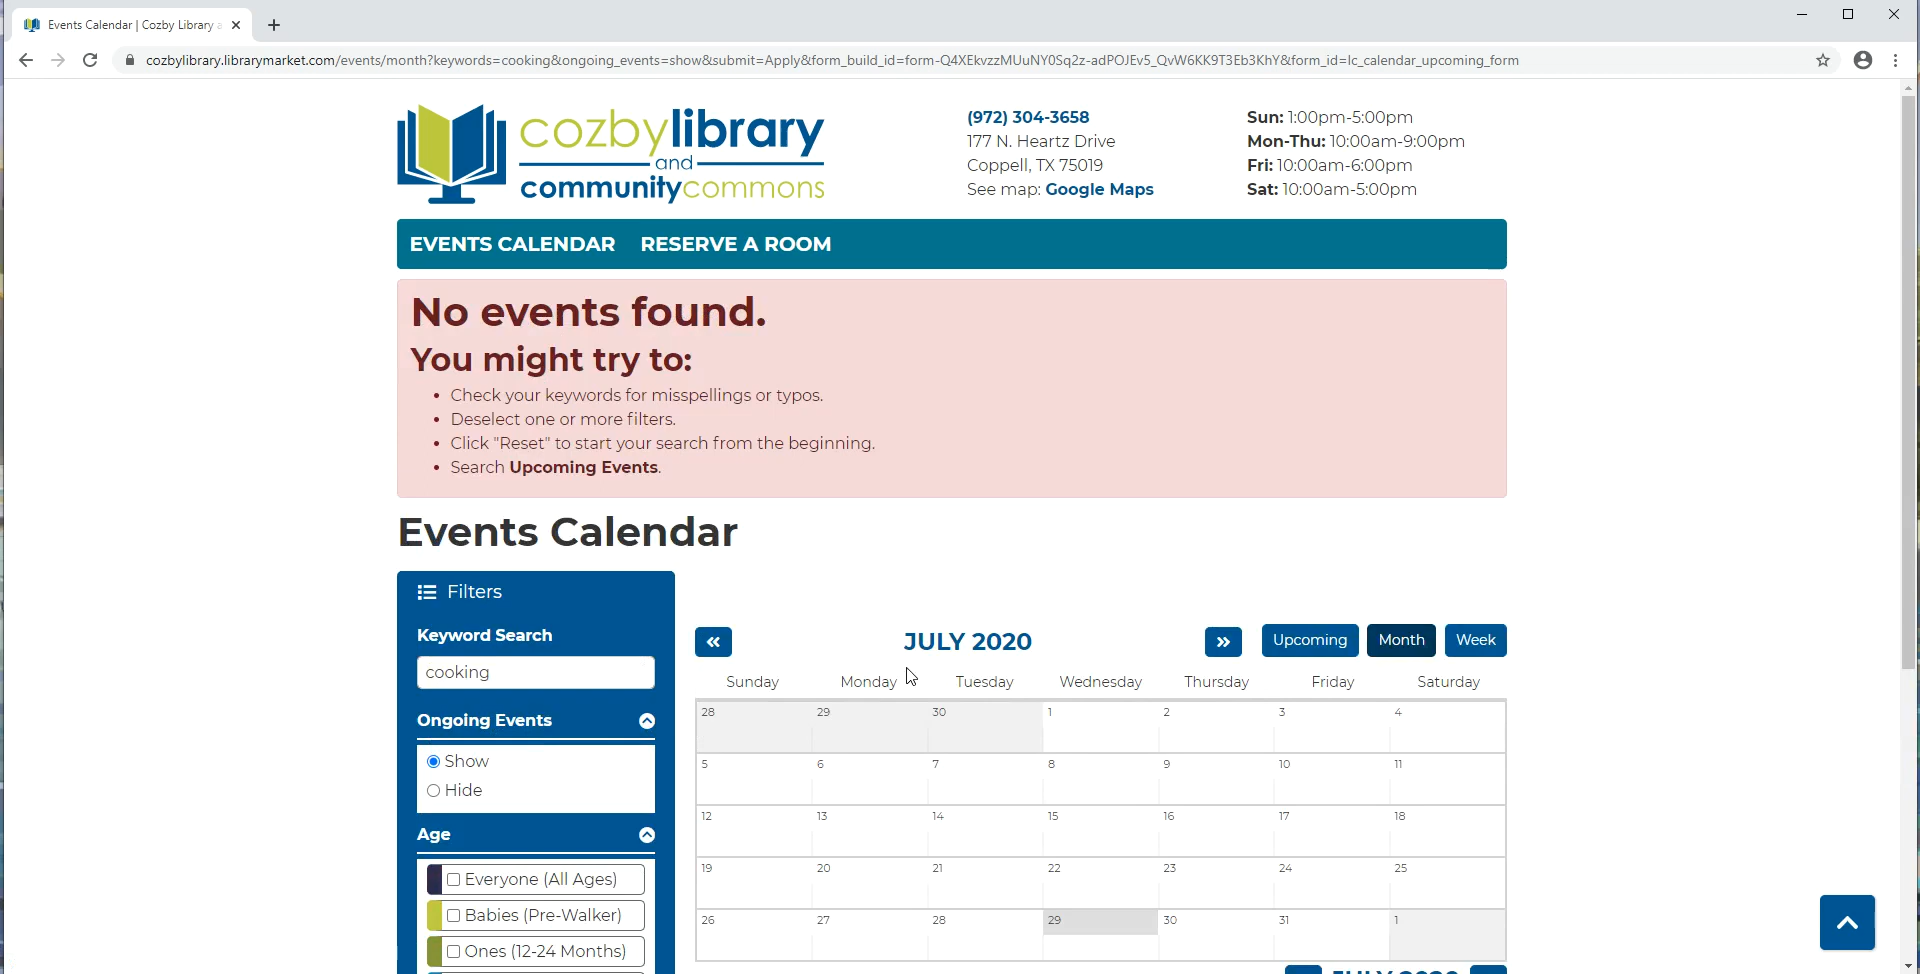 Events Calendar | Cozby Library a
cozbylibrary.librarymarket.com/events/month?keywords=cooking&ongoing_events=show&submit=Apply&form_build_id=form-Q4XEkvzzMUuNY0Sq2z-adPOJEv5_QvW6KK9T3Eb3KhY&form_id=lc_calendar_upcoming_form
cozbylibrary
and
communitycommons
(972) 304-3658
177 N. Heartz Drive
Coppell, TX 75019
See map: Google Maps
Sun: 1:00pm-5:00pm
Mon-Thu: 10:00am-9:00pm
Fri: 10:00am-6:00pm
Sat: 10:00am-5:00pm
EVENTS CALENDAR RESERVE A ROOM
No events found.
You might try to:
• Check your keywords for misspellings or typos.
• Deselect one or more filters.
• Click "Reset" to start your search from the beginning.
• Search Upcoming Events.
Events Calendar
Filters
Keyword Search
cooking
Ongoing Events
Show
Hide
Age
Everyone (All Ages)
Babies (Pre-Walker)
Ones (12-24 Months)
« JULY 2020 » Upcoming Month Week
Sunday Monday Tuesday Wednesday Thursday Friday Saturday
28 29 30 1 2 3 4
5 6 7 8 9 10 11
12 13 14 15 16 17 18
19 20 21 22 23 24 25
26 27 28 29 30 31 1
JULY 2020